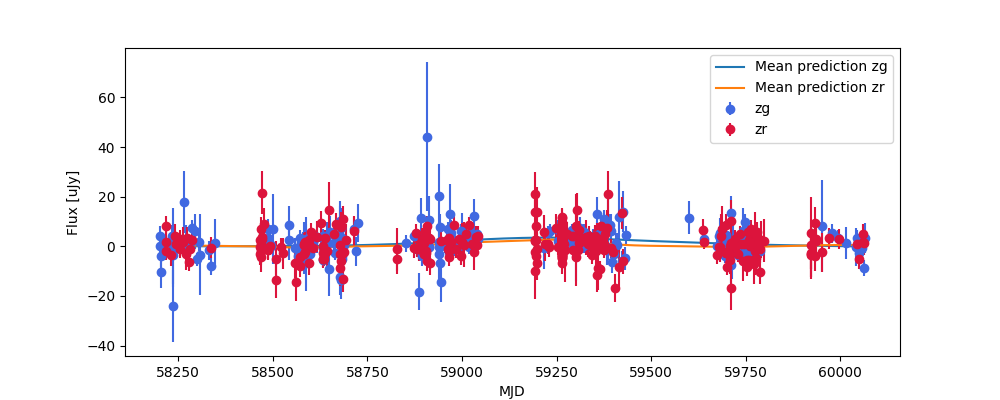 Mean prediction zg
Mean prediction zr
zg
zr
60
40
20
0
−20
−40
Flux [uJy]
58250
58500
58750
59000
59250
59500
59750
60000
MJD